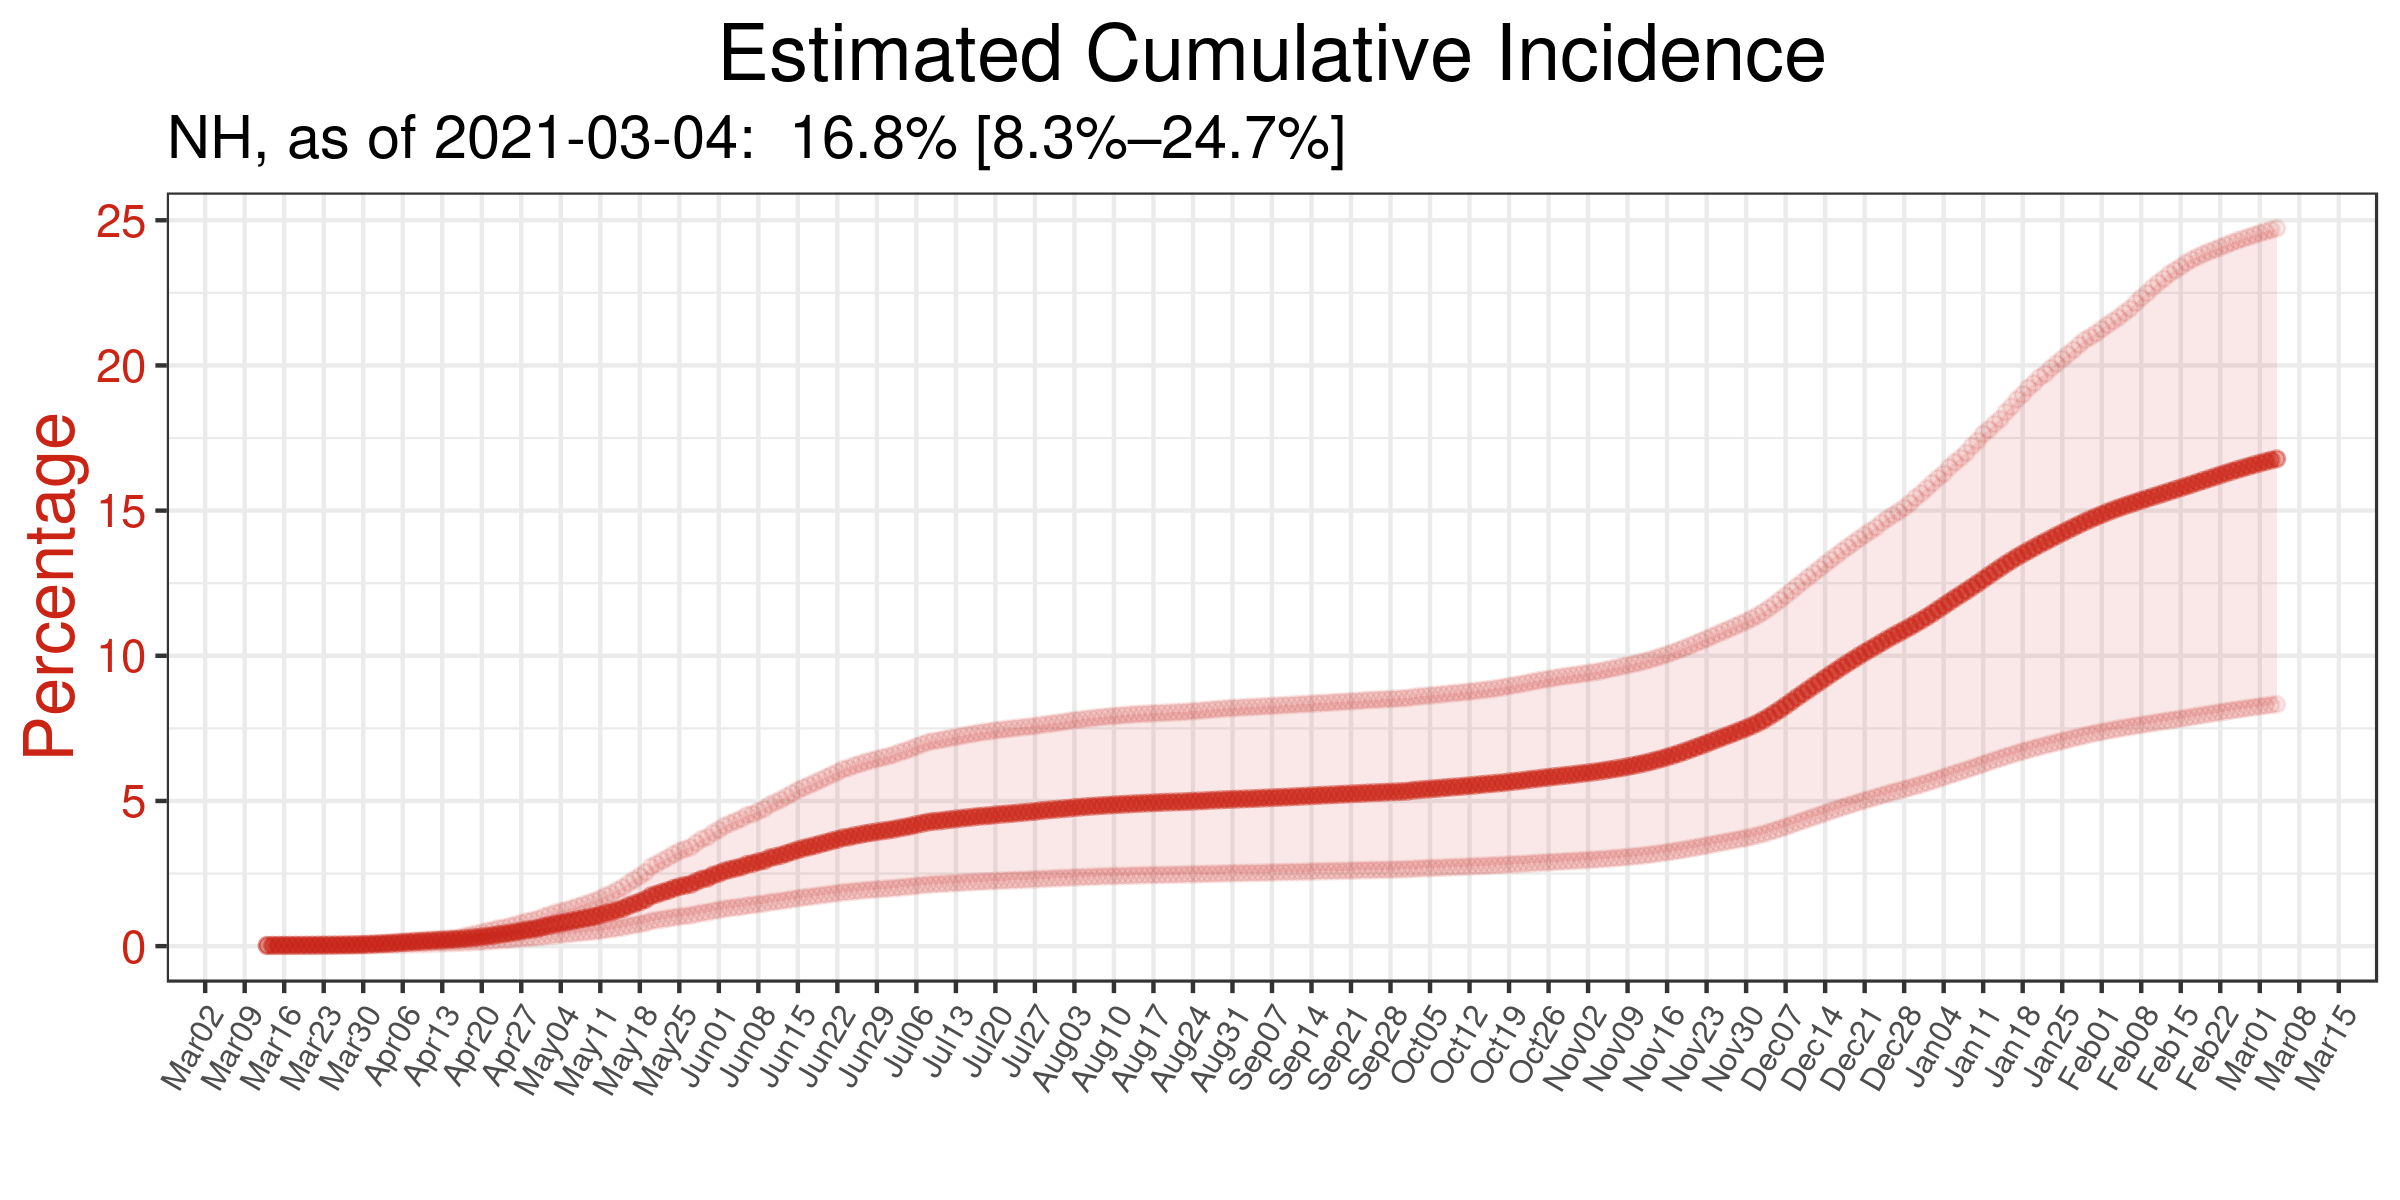 Estimated Cumulative Incidence
NH, as of 2021-03-04:  16.8% [8.3%–24.7%]
Percentage
25
20
15
10
5
0
Mar02
Mar09
Mar16
Mar23
Mar30
Apr06
Apr13
Apr20
Apr27
May04
May11
May18
May25
Jun01
Jun08
Jun15
Jun22
Jun29
Jul06
Jul13
Jul20
Jul27
Aug03
Aug10
Aug17
Aug24
Aug31
Sep07
Sep14
Sep21
Sep28
Oct05
Oct12
Oct19
Oct26
Nov02
Nov09
Nov16
Nov23
Nov30
Dec07
Dec14
Dec21
Dec28
Jan04
Jan11
Jan18
Jan25
Feb01
Feb08
Feb15
Feb22
Mar01
Mar08
Mar15